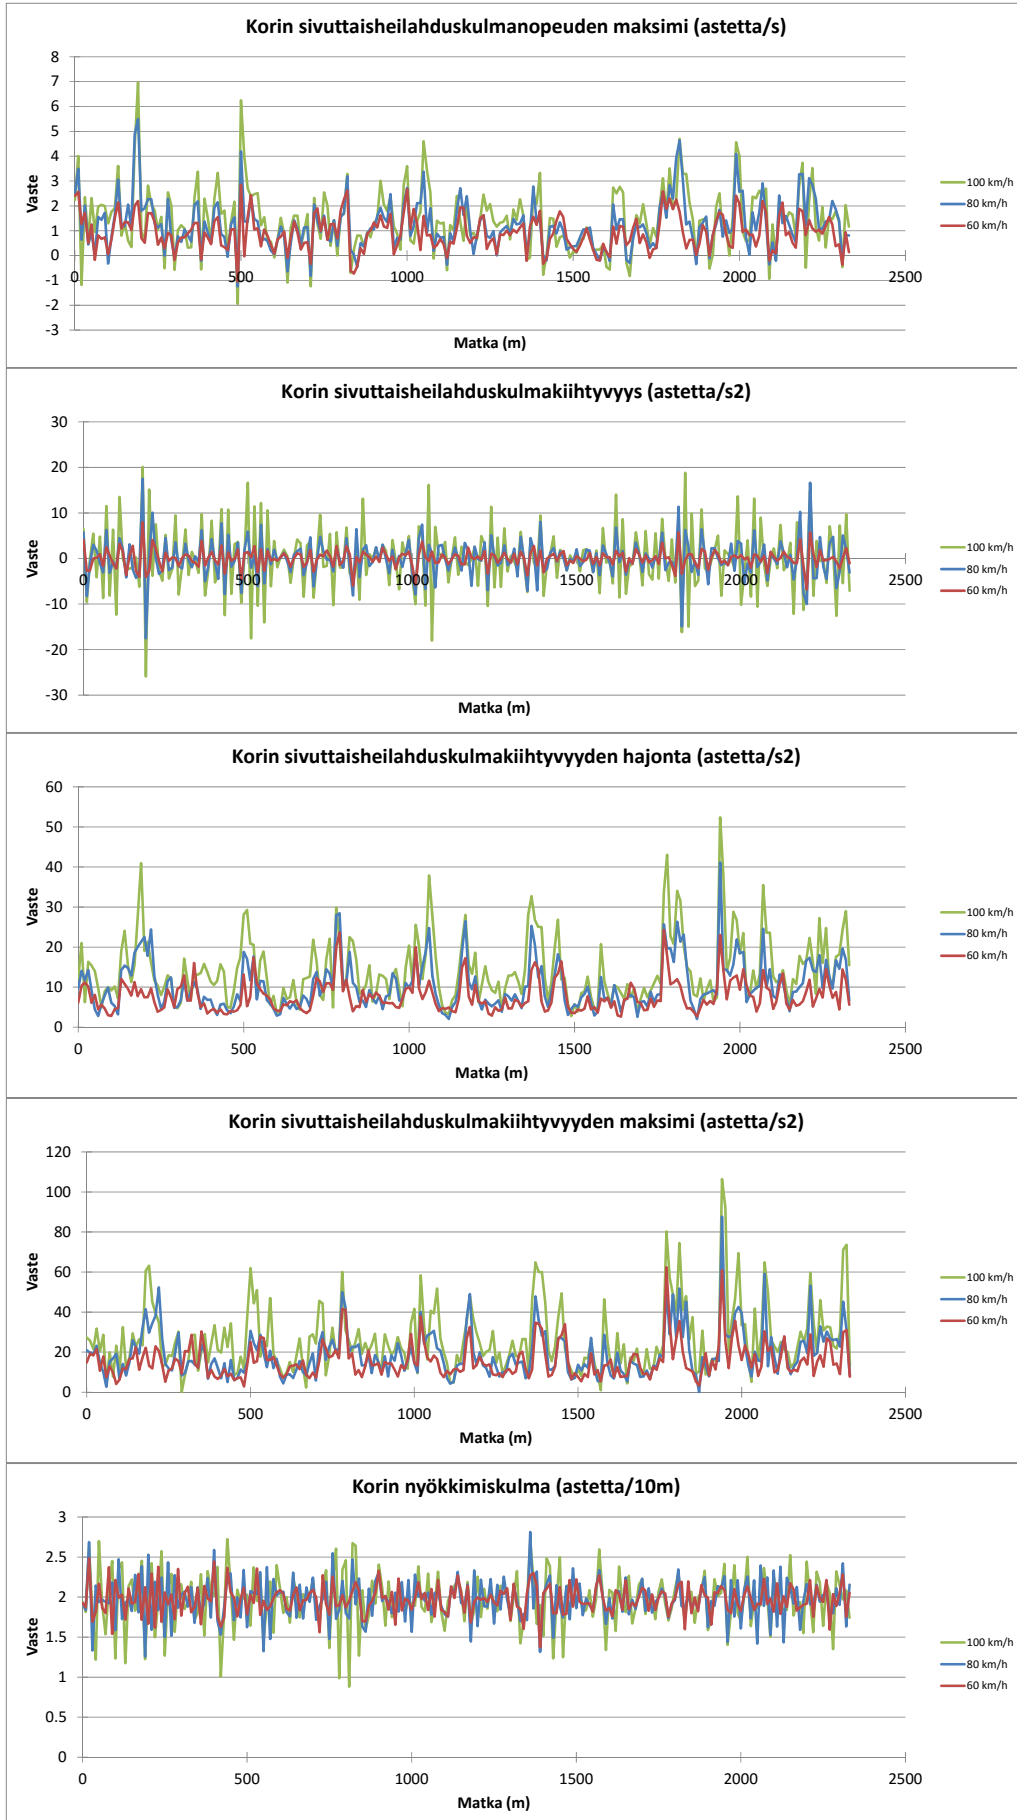 Korin sivuttaisheilahduskulmanopeuden maksimi (astetta/s)
8
7
6
5
4
3
2
1
0
-1
-2
-3
Vaste
0
500
1000
1500
2000
2500
Matka (m)
100 km/h
80 km/h
60 km/h
Korin sivuttaisheilahduskulmakiihtyvyys (astetta/s2)
30
20
10
0
-10
-20
-30
Vaste
0
500
1000
1500
2000
2500
Matka (m)
100 km/h
80 km/h
60 km/h
Korin sivuttaisheilahduskulmakiihtyvyyden hajonta (astetta/s2)
60
50
40
30
20
10
0
Vaste
0
500
1000
1500
2000
2500
Matka (m)
100 km/h
80 km/h
60 km/h
Korin sivuttaisheilahduskulmakiihtyvyyden maksimi (astetta/s2)
120
100
80
60
40
20
0
Vaste
0
500
1000
1500
2000
2500
Matka (m)
100 km/h
80 km/h
60 km/h
Korin nyökkimiskulma (astetta/10m)
3
2.5
2
1.5
1
0.5
0
Vaste
0
500
1000
1500
2000
2500
Matka (m)
100 km/h
80 km/h
60 km/h